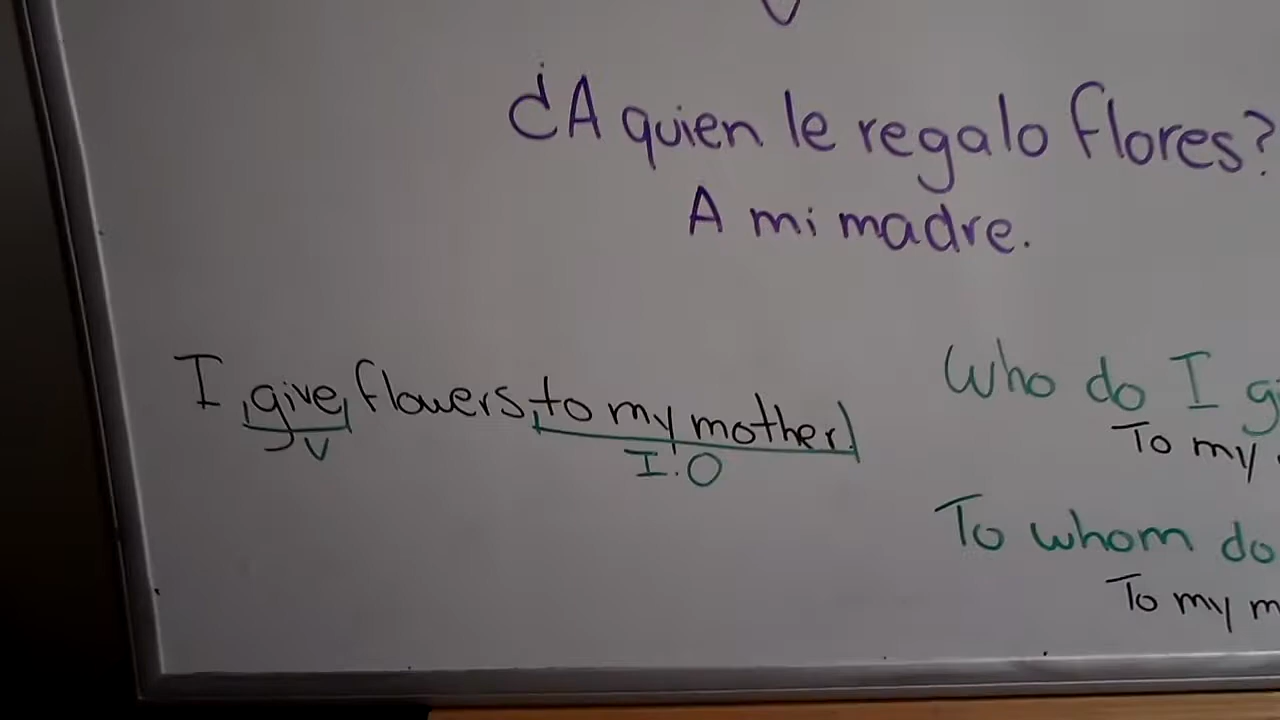 ¿A quien le regalo flores?
A mi madre.
I give flowers to my mother.
V
I.O
Who do I gi
To my
To whom do
To my m